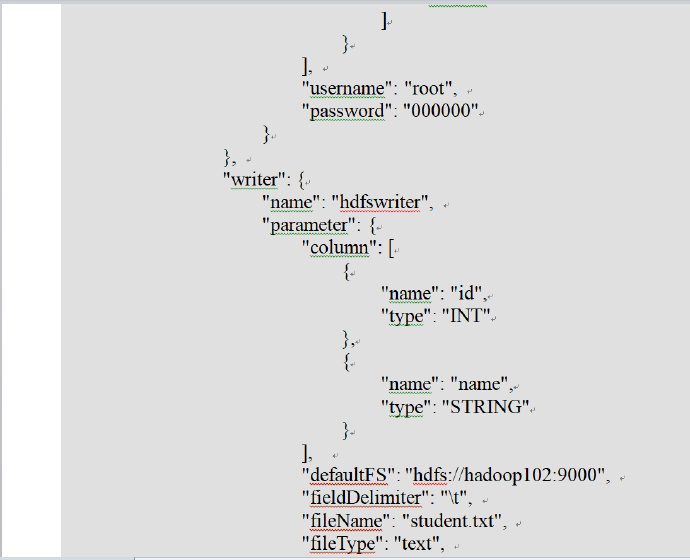 ]
}
],
"username": "root",
"password": "000000"
}
},
"writer": {
"name": "hdfswriter",
"parameter": {
"column": [
{
"name": "id",
"type": "INT"
},
{
"name": "name",
"type": "STRING"
}
],
"defaultFS": "hdfs://hadoop102:9000",
"fieldDelimiter": "\t",
"fileName": "student.txt",
"fileType": "text",